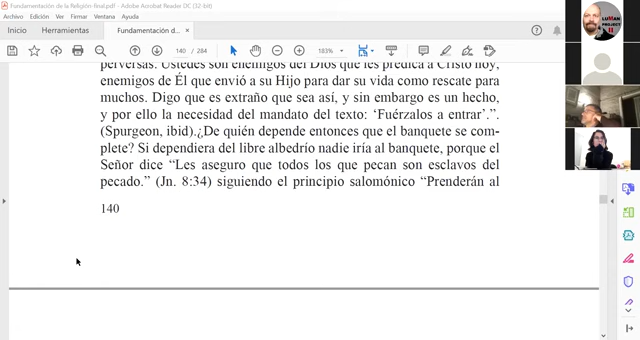 Fundamentación de la Religión-final.pdf - Adobe Acrobat Reader DC (32-bit)
Archivo Edición Ver Firmar Ventana Ayuda
Inicio Herramientas Fundamentación d... ×
140 / 284 183%
perversas. Ustedes son enemigos del Dios que les predica a Cristo hoy,
enemigos de Él que envió a su Hijo para dar su vida como rescate para
muchos. Digo que es extraño que sea así, y sin embargo es un hecho,
y por ello la necesidad del mandato del texto: ‘Fuérzalos a entrar’.”.
(Spurgeon, ibid).¿De quién depende entonces que el banquete se com-
plete? Si dependiera del libre albedrío nadie iría al banquete, porque el
Señor dice “Les aseguro que todos los que pecan son esclavos del
pecado.” (Jn. 8:34) siguiendo el principio salomónico “Prenderán al
140
LUMAN
PROJECT